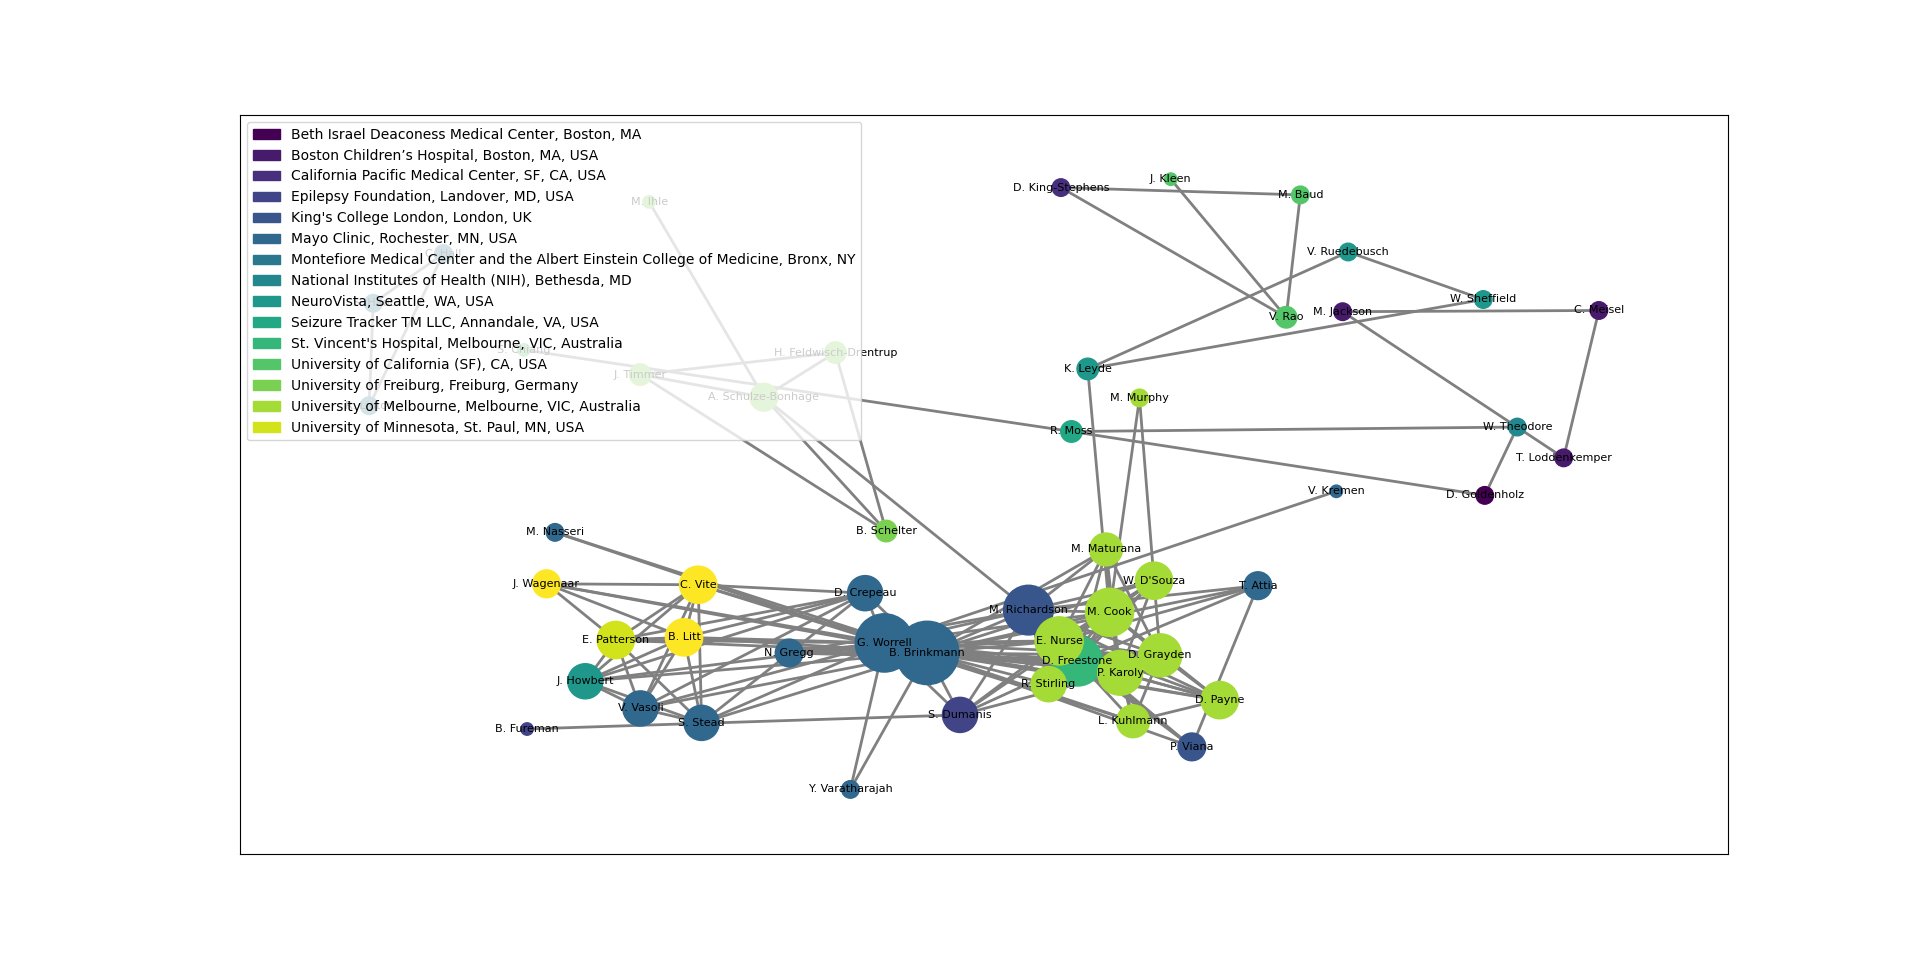 Beth Israel Deaconess Medical Center, Boston, MA
Boston Children’s Hospital, Boston, MA, USA
California Pacific Medical Center, SF, CA, USA
Epilepsy Foundation, Landover, MD, USA
King's College London, London, UK
Mayo Clinic, Rochester, MN, USA
Montefiore Medical Center and the Albert Einstein College of Medicine, Bronx, NY
National Institutes of Health (NIH), Bethesda, MD
NeuroVista, Seattle, WA, USA
Seizure Tracker TM LLC, Annandale, VA, USA
St. Vincent's Hospital, Melbourne, VIC, Australia
University of California (SF), CA, USA
University of Freiburg, Freiburg, Germany
University of Melbourne, Melbourne, VIC, Australia
University of Minnesota, St. Paul, MN, USA
M. Ihle
H. Feldwisch-Drentrup
J. Timmer
A. Schulze-Bonhage
J. Kleen
D. King-Stephens
M. Baud
V. Ruedebusch
W. Sheffield
V. Rao
M. Jackson
C. Meisel
K. Leyde
M. Murphy
R. Moss
W. Theodore
T. Loddenkemper
V. Kremen
D. Goldenholz
M. Nasseri
B. Schelter
M. Maturana
J. Wagenaar
C. Vite
D. Crepeau
W. D'Souza
T. Attia
M. Richardson
M. Cook
E. Patterson
B. Litt
G. Worrell
E. Nurse
N. Gregg
B. Brinkmann
D. Freestone
D. Grayden
P. Karoly
J. Howbert
R. Stirling
D. Payne
V. Vasoli
S. Stead
S. Dumanis
L. Kuhlmann
B. Fureman
P. Viana
Y. Varatharajah